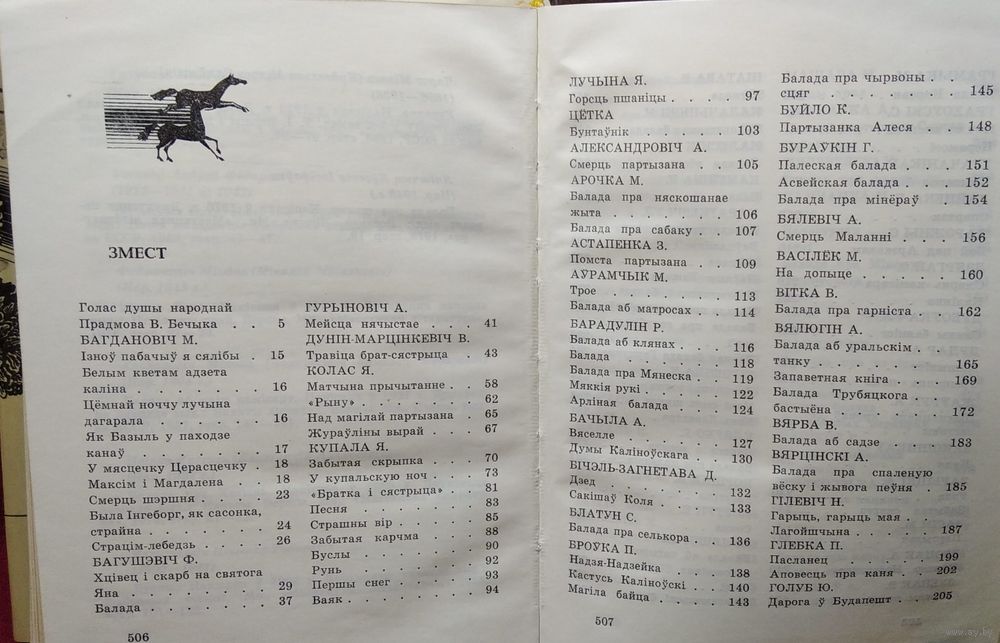 ЗМЕСТ
Голас душы народнай
Прадмова В. Бечыка . . 5
БАГДАНОВІЧ М.
Ізноў пабачыў я сялібы . 15
Белым кветам адзета
каліна . . . . . . . 16
Цёмнай ноччу лучына
дагарала . . . . . . 16
Як Базыль у паходзе
канаў . . . . . . . 17
У мясцечку Церасцечку . 18
Максім і Магдалена . . 18
Смерць шэршня . . . . 23
Была Інгеборг, як сасонка,
страйна . . . . . . . 24
Страцім-лебедзь . . . . 26
БАГУШЭВІЧ Ф.
Хцівец і скарб на святога
Яна . . . . . . . . 29
Балада . . . . . . . 37
506
ГУРЫНОВІЧ А.
Мейсца нячыстае . . . 41
ДУНІН-МАРЦІНКЕВІЧ В.
Травіца брат-сястрыца . 43
КОЛАС Я.
Матчына прычытанне . . 58
«Рыну» . . . . . . . 62
Над магілай партызана . 65
Жураўліны вырай . . . 67
КУПАЛА Я.
Забытая скрыпка . . . 70
У купальскую ноч . . . 73
«Братка і сястрыца» . . 81
Песня . . . . . . . 83
Страшны вір . . . . . 85
Забытая карчма . . . . 88
Буслы . . . . . . . 90
Рунь . . . . . . . . 92
Першы снег . . . . . 93
Ваяк . . . . . . . . 94
ЛУЧЫНА Я.
Горсць пшаніцы . . . . 97
ЦЁТКА
Бунтаўнік . . . . . . 103
АЛЕКСАНДРОВІЧ А.
Смерць партызана . . . 105
АРОЧКА М.
Балада пра няскошанае
жыта . . . . . . . . 106
Балада пра сабаку . . . 107
АСТАПЕНКА З.
Помста партызана . . . 109
АЎРАМЧЫК М.
Трое . . . . . . . . 113
Балада аб матросах . . . 114
БАРАДУЛІН Р.
Балада аб клянах . . . 116
Балада . . . . . . . 118
Балада пра Мянеска . . 119
Мяккія рукі . . . . . 122
Арліная балада . . . . 124
БАЧЫЛА А.
Вяселле . . . . . . . 127
Думы Каліноўскага . . . 130
БІЧЭЛЬ-ЗАГНЕТАВА Д.
Дзед . . . . . . . . 132
Сакішаў Коля . . . . . 133
БЛАТУН С.
Балада пра селькора . . 136
БРОЎКА П.
Надзя-Надзейка . . . . 138
Кастусь Каліноўскі . . . 140
Магіла байца . . . . . 143
507
Балада пра чырвоны . .
сцяг . . . . . . . . 145
БУЙЛО К.
Партызанка Алеся . . 148
БУРАЎКІН Г.
Палеская балада . . . 151
Асвейская балада . . . 152
Балада пра мінёраў . . 154
ВЯЛЕВІЧ А.
Смерць Маланні . . . 156
ВАСІЛЁК М.
На допыце . . . . . . 160
ВІТКА В.
Балада пра гарніста . . 162
ВЯЛЮГІН А.
Балада аб уральскім .
танку . . . . . . . . 165
Запаветная кніга . . . 169
Балада Трубяцкога .
бастыёна . . . . . . 172
ВЯРБА В.
Балада аб садзе . . . 183
ВЯРЦІНСКІ А.
Балада пра спаленую
вёску і жывога пеўня . 185
ГІЛЕВІЧ Н.
Гарыць, гарыць мая . .
Лагойшчына . . . . . 187
ГЛЕБКА П.
Пасланец . . . . . . 199
Аповесць пра каня . . . 202
ГОЛУБ Ю.
Дарога ў Будапешт . . 205
www.ay.by